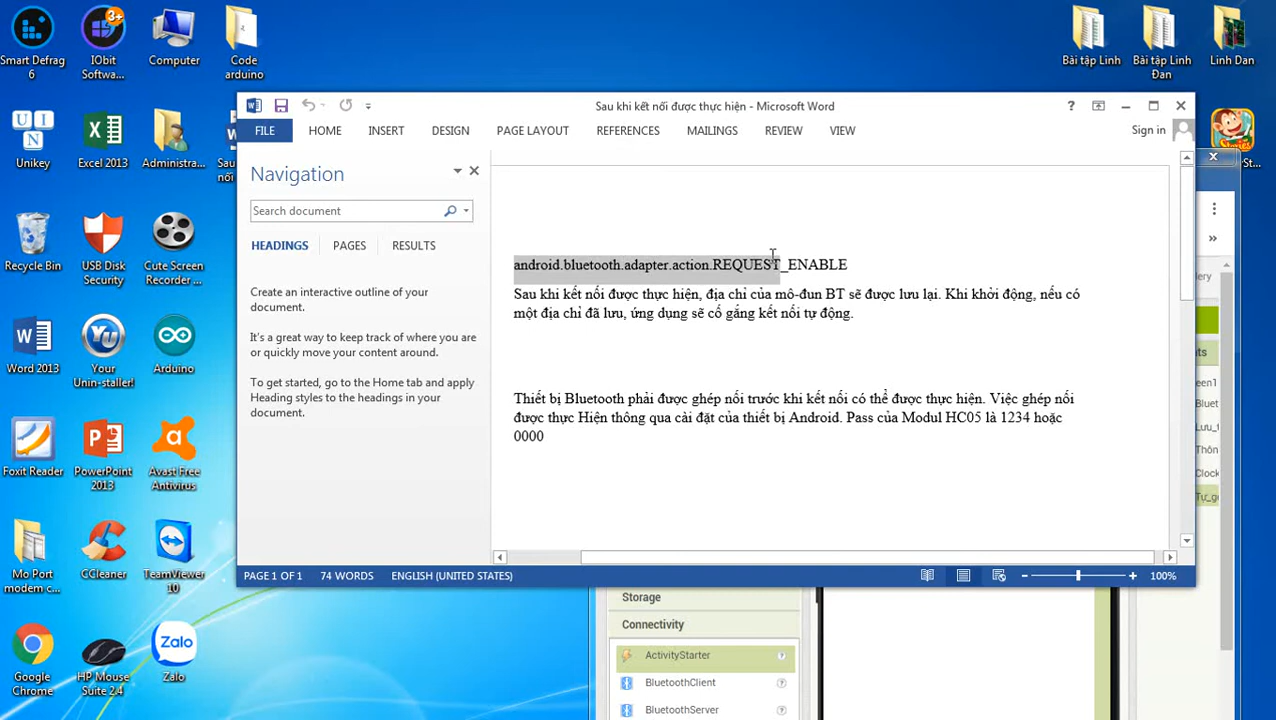 Smart Defrag
6
IObit
Softwa...
3+
Computer
Code
arduino
Bài tập Linh
Bài tập Linh
Đan
Linh Dan
Unikey
Excel 2013
Administra...
Recycle Bin
USB Disk
Security
Cute Screen
Recorder ...
Word 2013
Your
Unin-staller!
Arduino
Foxit Reader
PowerPoint
2013
Avast Free
Antivirus
Mo Port
modem c...
CCleaner
TeamViewer
10
Google
Chrome
HP Mouse
Suite 2.4
Zalo
Zalo
Sau khi kết nối được thực hiện - Microsoft Word
FILE HOME INSERT DESIGN PAGE LAYOUT REFERENCES MAILINGS REVIEW VIEW
Sign in
Navigation
Search document
HEADINGS PAGES RESULTS
Create an interactive outline of your
document.
It's a great way to keep track of where you are
or quickly move your content around.
To get started, go to the Home tab and apply
Heading styles to the headings in your
document.
android.bluetooth.adapter.action.REQUEST_ENABLE
Sau khi kết nối được thực hiện, địa chỉ của mô-đun BT sẽ được lưu lại. Khi khởi động, nếu có
một địa chỉ đã lưu, ứng dụng sẽ cố gắng kết nối tự động.
Thiết bị Bluetooth phải được ghép nối trước khi kết nối có thể được thực hiện. Việc ghép nối
được thực Hiện thông qua cài đặt của thiết bị Android. Pass của Modul HC05 là 1234 hoặc
0000
PAGE 1 OF 1 74 WORDS ENGLISH (UNITED STATES)
100%
Storage
Connectivity
ActivityStarter
BluetoothClient
BluetoothServer
Clock